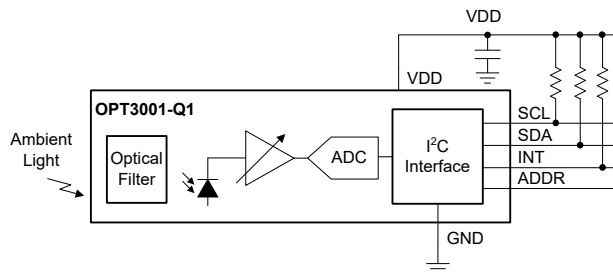 VDD
VDD
OPT3001-Q1
SCL
SDA
INT
ADDR
Ambient
Light
Optical
Filter
ADC
I²C
Interface
GND